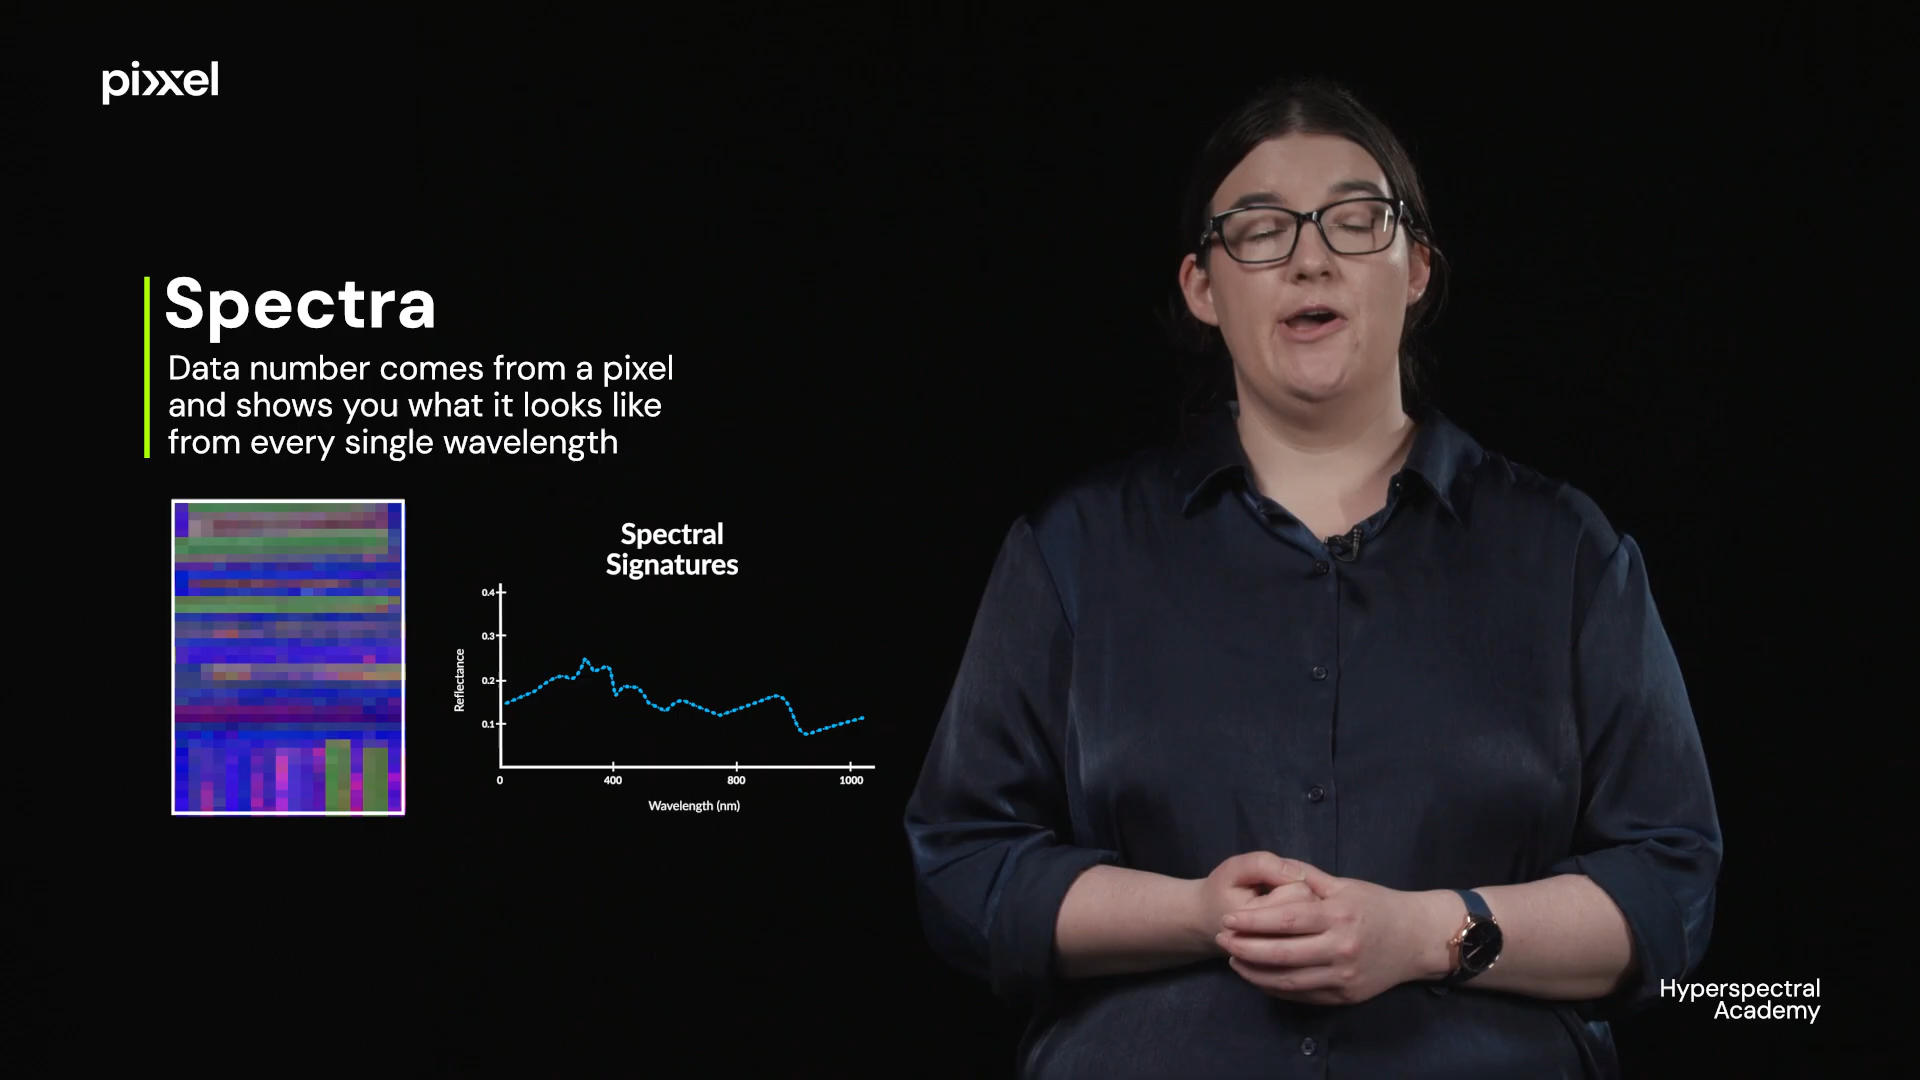 pixxel
Spectra
Data number comes from a pixel
and shows you what it looks like
from every single wavelength
Spectral
Signatures
0.4
0.3
0.2
0.1
Reflectance
0
400
800
1000
Wavelength (nm)
Hyperspectral
Academy